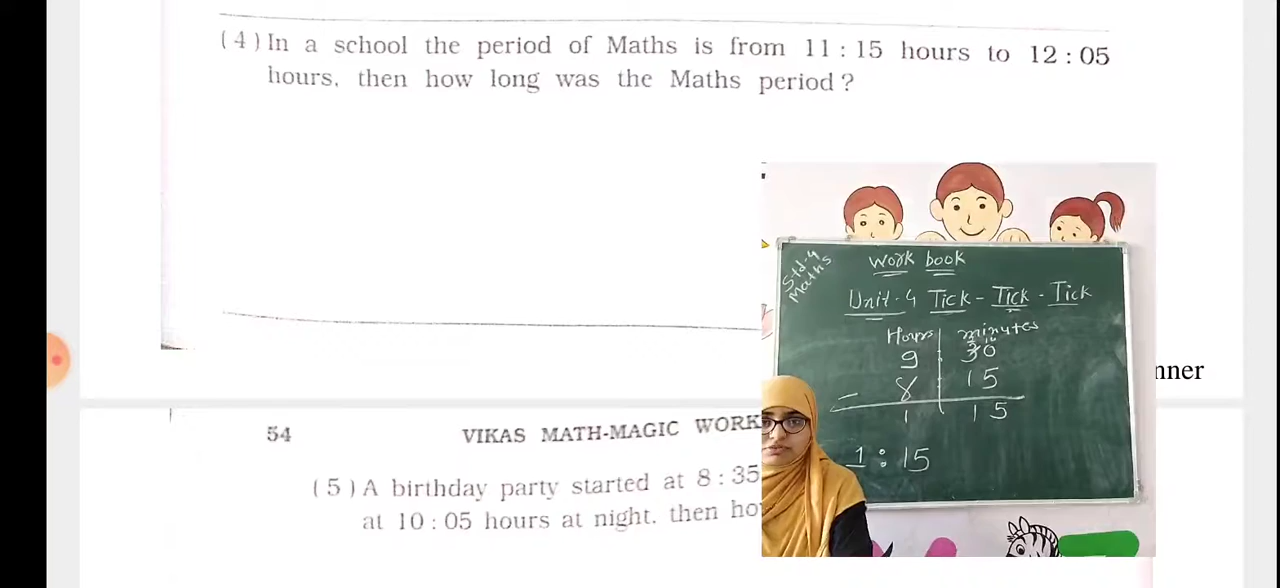 (4) In a school the period of Maths is from 11 : 15 hours to 12 : 05
hours, then how long was the Maths period ?
Std-4
Maths
Work book
Unit-4 Tick - Tick - Tick
Hours | minutes
9 : 30
- 8 : 15
1 15
1 : 15
nner
54
VIKAS MATH-MAGIC WORK
(5) A birthday party started at 8 : 35
at 10 : 05 hours at night, then ho